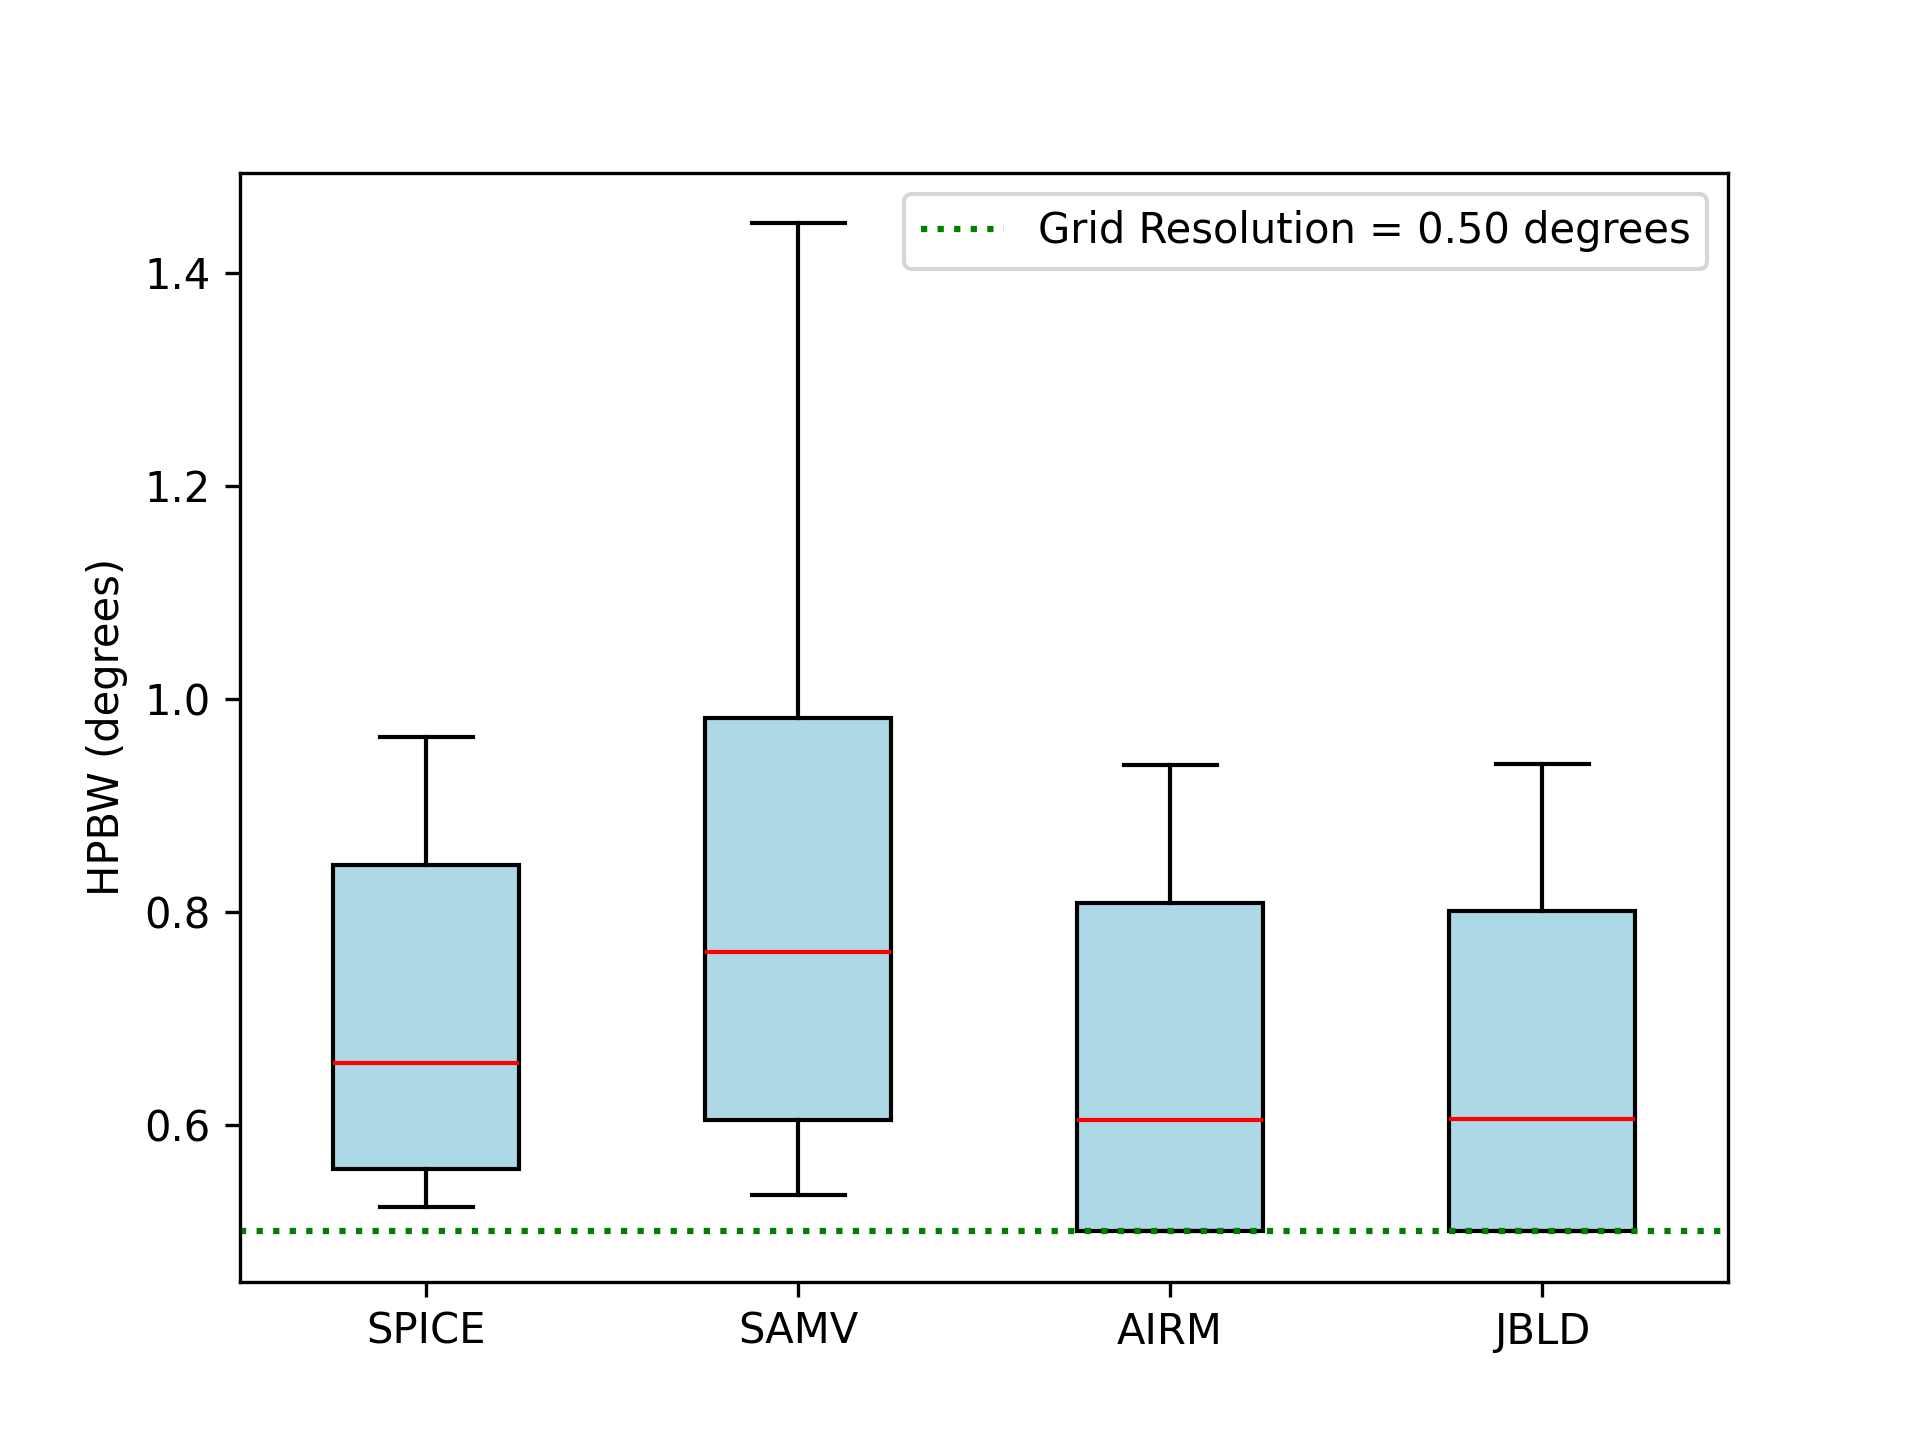 Grid Resolution = 0.50 degrees
HPBW (degrees)
1.4
1.2
1.0
0.8
0.6
SPICE SAMV AIRM JBLD